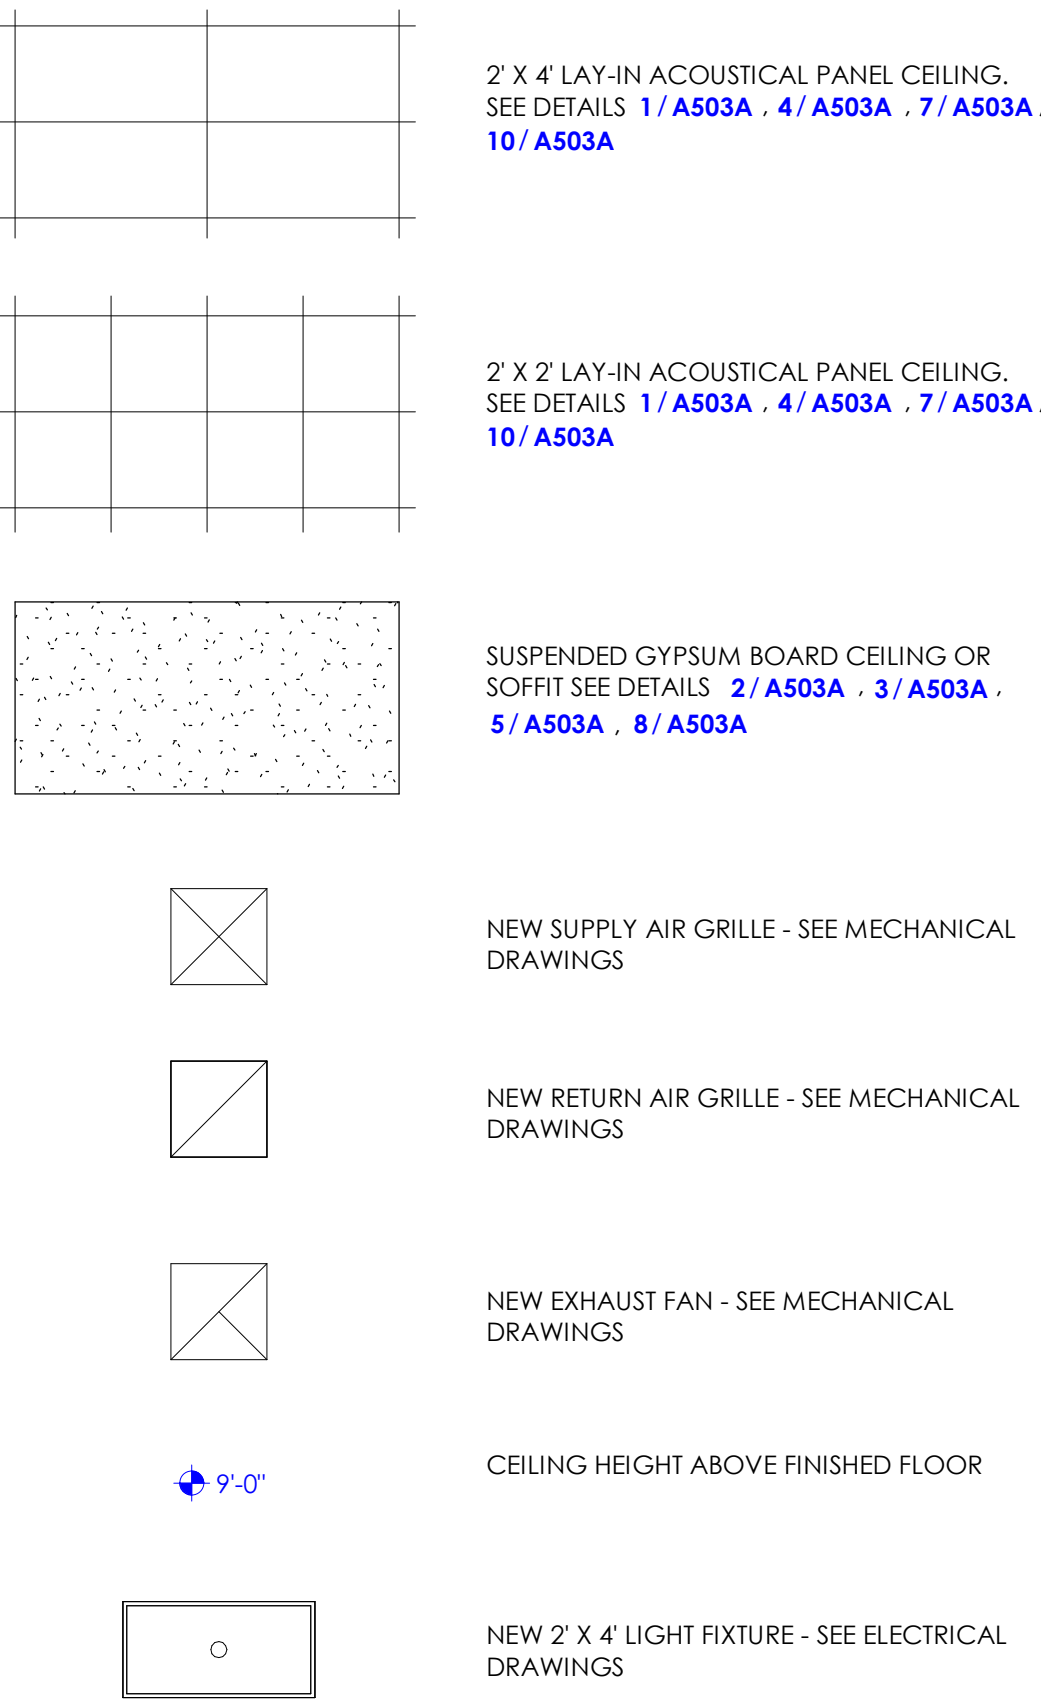 2' X 4' LAY-IN ACOUSTICAL PANEL CEILING.
SEE DETAILS 1/A503A , 4/A503A , 7/A503A
10/A503A
2' X 2' LAY-IN ACOUSTICAL PANEL CEILING.
SEE DETAILS 1/A503A , 4/A503A , 7/A503A
10/A503A
SUSPENDED GYPSUM BOARD CEILING OR
SOFFIT SEE DETAILS 2/A503A , 3/A503A ,
5/A503A , 8/A503A
NEW SUPPLY AIR GRILLE - SEE MECHANICAL
DRAWINGS
NEW RETURN AIR GRILLE - SEE MECHANICAL
DRAWINGS
NEW EXHAUST FAN - SEE MECHANICAL
DRAWINGS
9'-0" CEILING HEIGHT ABOVE FINISHED FLOOR
NEW 2' X 4' LIGHT FIXTURE - SEE ELECTRICAL
DRAWINGS